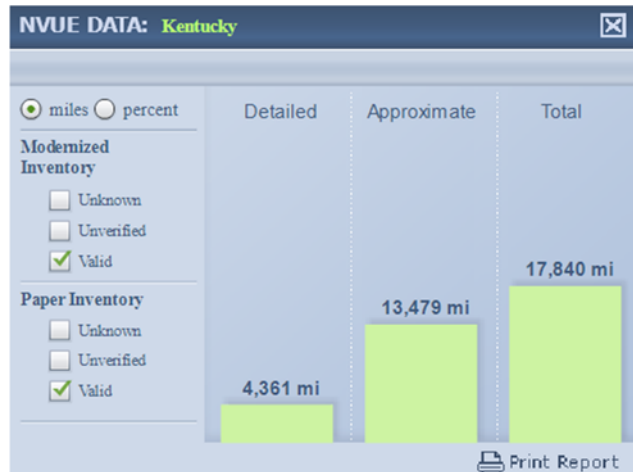 NVUE DATA: Kentucky
miles percent
Detailed Approximate Total
Modernized
Inventory
Unknown
Unverified
Valid
Paper Inventory
Unknown
Unverified
Valid
17,840 mi
13,479 mi
4,361 mi
Print Report